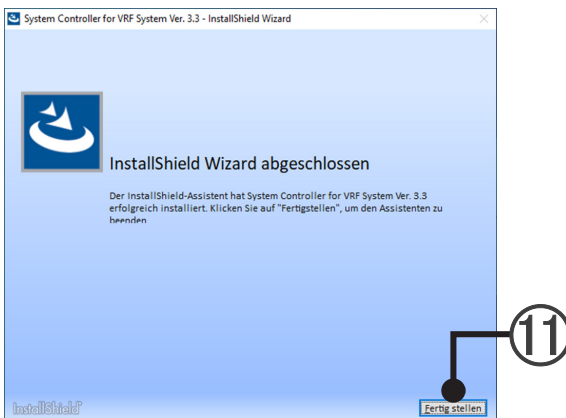 System Controller for VRF System Ver. 3.3 - InstallShield Wizard
InstallShield Wizard abgeschlossen
Der InstallShield-Assistent hat System Controller for VRF System Ver. 3.3
erfolgreich installiert. Klicken Sie auf "Fertigstellen", um den Assistenten zu
beenden
⑪
InstallShield
Fertig stellen